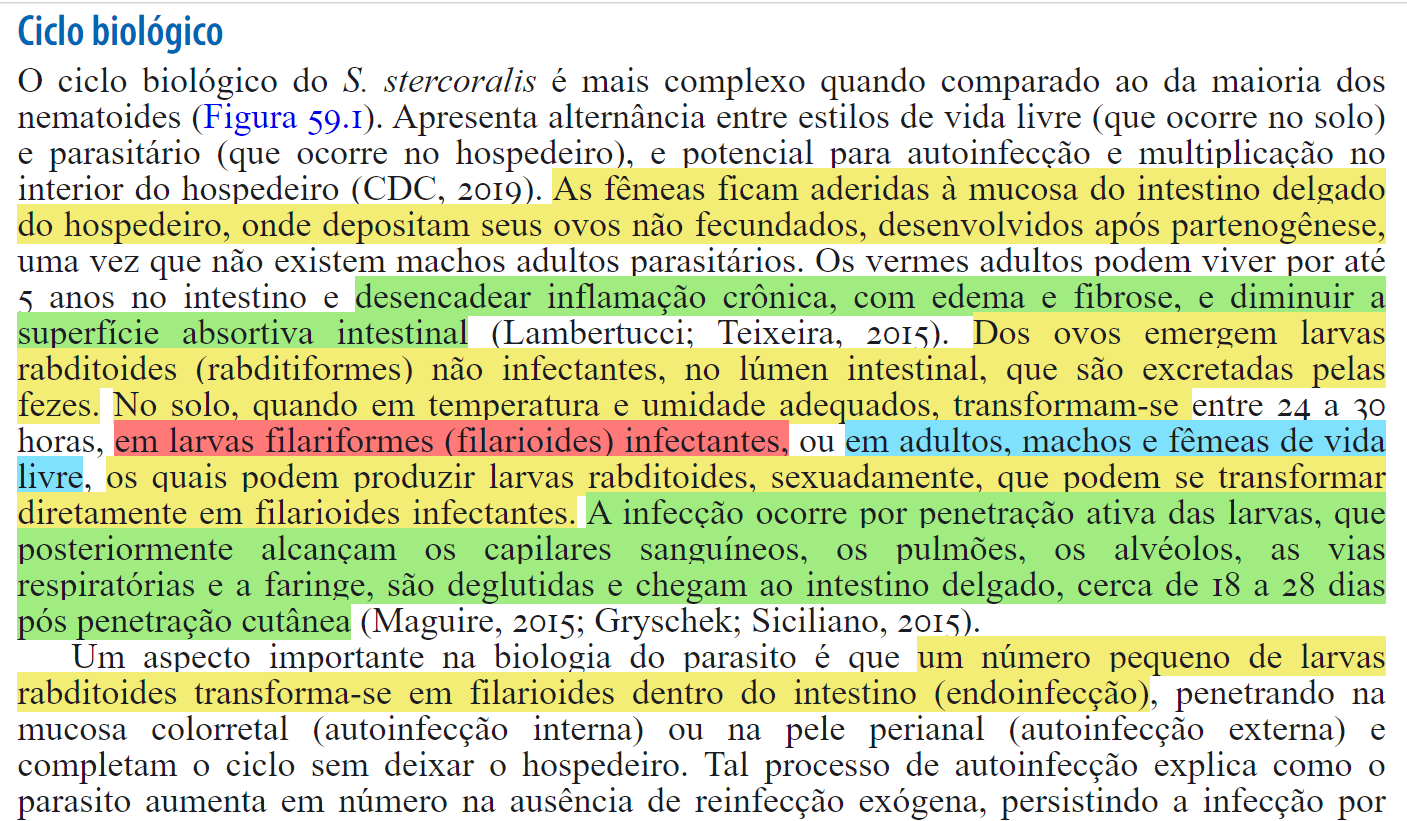 Ciclo biológico
O ciclo biológico do S. stercoralis é mais complexo quando comparado ao da maioria dos
nematoides (Figura 59.1). Apresenta alternância entre estilos de vida livre (que ocorre no solo)
e parasitário (que ocorre no hospedeiro), e potencial para autoinfecção e multiplicação no
interior do hospedeiro (CDC, 2019). As fêmeas ficam aderidas à mucosa do intestino delgado
do hospedeiro, onde depositam seus ovos não fecundados, desenvolvidos após partenogênese,
uma vez que não existem machos adultos parasitários. Os vermes adultos podem viver por até
5 anos no intestino e desencadear inflamação crônica, com edema e fibrose, e diminuir a
superfície absortiva intestinal (Lambertucci; Teixeira, 2015). Dos ovos emergem larvas
rabditoides (rabditiformes) não infectantes, no lúmen intestinal, que são excretadas pelas
fezes. No solo, quando em temperatura e umidade adequados, transformam-se entre 24 a 30
horas, em larvas filariformes (filarioides) infectantes, ou em adultos, machos e fêmeas de vida
livre, os quais podem produzir larvas rabditoides, sexuadamente, que podem se transformar
diretamente em filarioides infectantes. A infecção ocorre por penetração ativa das larvas, que
posteriormente alcançam os capilares sanguíneos, os pulmões, os alvéolos, as vias
respiratórias e a faringe, são deglutidas e chegam ao intestino delgado, cerca de 18 a 28 dias
pós penetração cutânea (Maguire, 2015; Gryschek; Siciliano, 2015).
Um aspecto importante na biologia do parasito é que um número pequeno de larvas
rabditoides transforma-se em filarioides dentro do intestino (endoinfecção), penetrando na
mucosa colorretal (autoinfecção interna) ou na pele perianal (autoinfecção externa) e
completam o ciclo sem deixar o hospedeiro. Tal processo de autoinfecção explica como o
parasito aumenta em número na ausência de reinfecção exógena, persistindo a infecção por